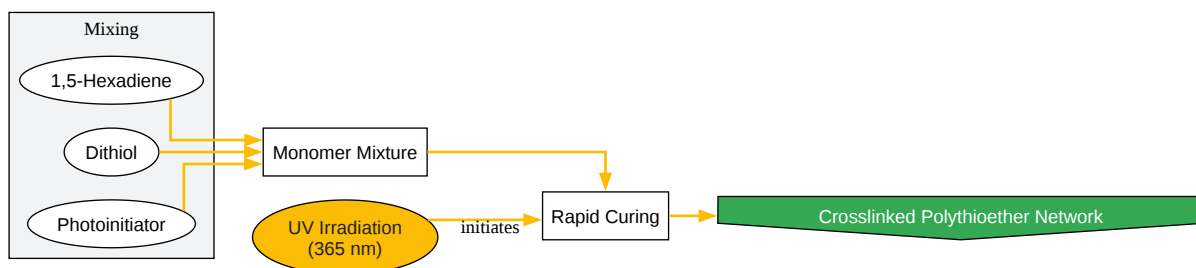 Mixing
1,5-Hexadiene
Dithiol
Photoinitiator
Monomer Mixture
UV Irradiation
(365 nm)
initiates
Rapid Curing
Crosslinked Polythioether Network